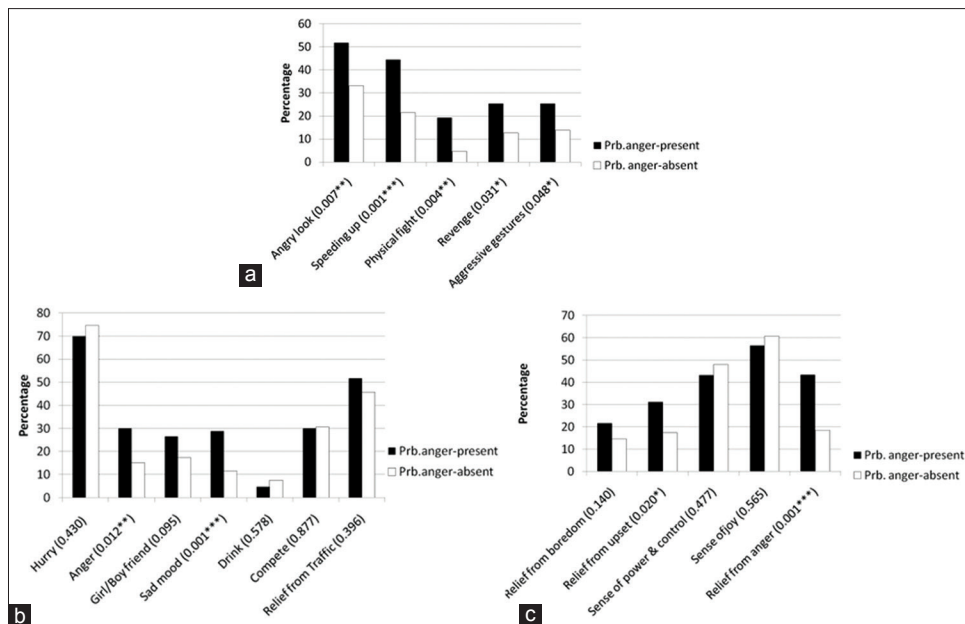 60
50
40
30
20
10
0
Percentage
Angry look (0.007**)
Speeding up (0.001***)
Physical fight (0.004**)
Revenge (0.031*)
Aggressive gestures (0.048*)
Prb.anger-present
Prb. anger-absent
a
80
70
60
50
40
30
20
10
0
Percentage
Hurry (0.430)
Anger (0.012**)
Girl/Boy friend (0.095)
Sad mood (0.001***)
Drink (0.578)
Compete (0.877)
Relief from Traffic (0.396)
Prb.anger-present
Prb.anger-absent
b
70
60
50
40
30
20
10
0
Percentage
Relief from boredom (0.140)
Relief from upset (0.020*)
Sense of power & control (0.477)
Sense ofjoy (0.565)
Relief from anger (0.001***)
Prb. anger-present
Prb.anger-absent
c